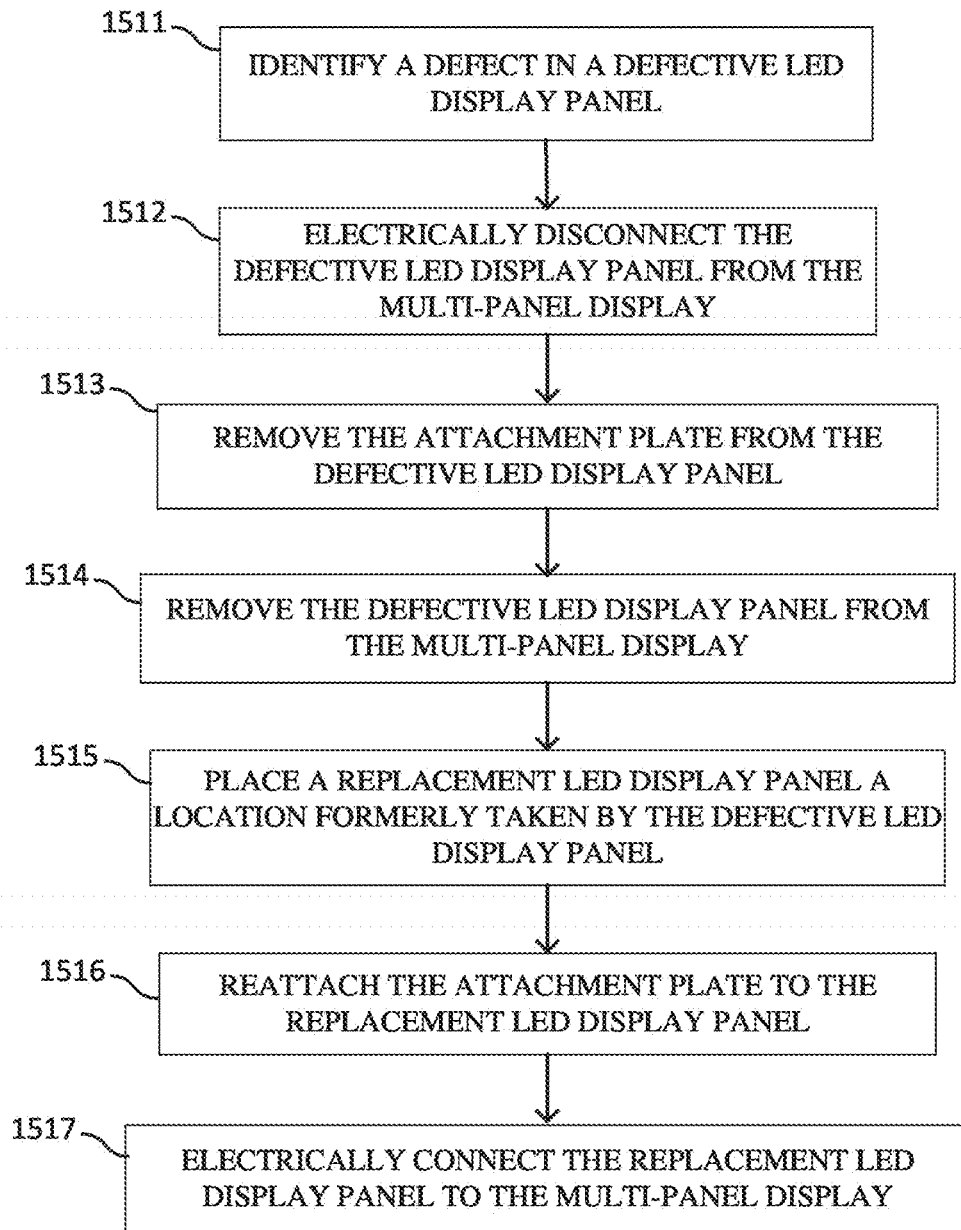 1511
IDENTIFY A DEFECT IN A DEFECTIVE LED
DISPLAY PANEL
1512
ELECTRICALLY DISCONNECT THE
DEFECTIVE LED DISPLAY PANEL FROM THE
MULTI-PANEL DISPLAY
1513
REMOVE THE ATTACHMENT PLATE FROM THE
DEFECTIVE LED DISPLAY PANEL
1514
REMOVE THE DEFECTIVE LED DISPLAY PANEL FROM
THE MULTI-PANEL DISPLAY
1515
PLACE A REPLACEMENT LED DISPLAY PANEL A
LOCATION FORMERLY TAKEN BY THE DEFECTIVE LED
DISPLAY PANEL
1516
REATTACH THE ATTACHMENT PLATE TO THE
REPLACEMENT LED DISPLAY PANEL
1517
ELECTRICALLY CONNECT THE REPLACEMENT LED
DISPLAY PANEL TO THE MULTI-PANEL DISPLAY